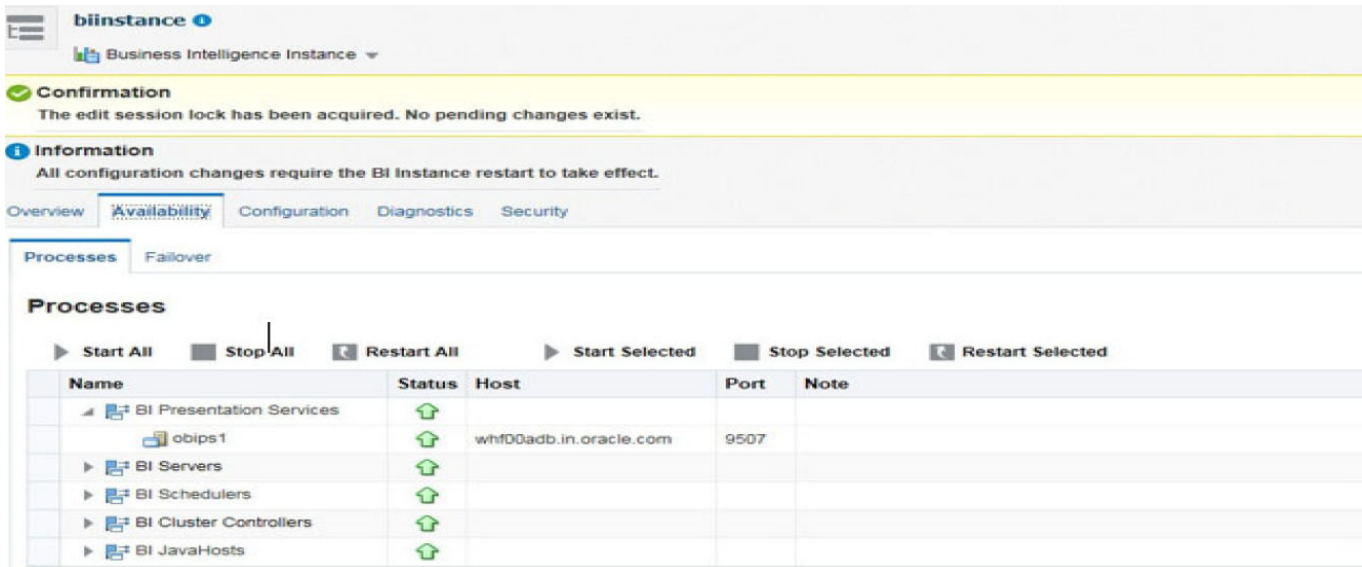 biinstance
Business Intelligence Instance
Confirmation
The edit session lock has been acquired. No pending changes exist.
Information
All configuration changes require the BI Instance restart to take effect.
Overview Availability Configuration Diagnostics Security
Processes Failover
Processes
Start All Stop All Restart All Start Selected Stop Selected Restart Selected
Name Status Host Port Note
BI Presentation Services
obips1 whf00adb.in.oracle.com 9507
BI Servers
BI Schedulers
BI Cluster Controllers
BI JavaHosts